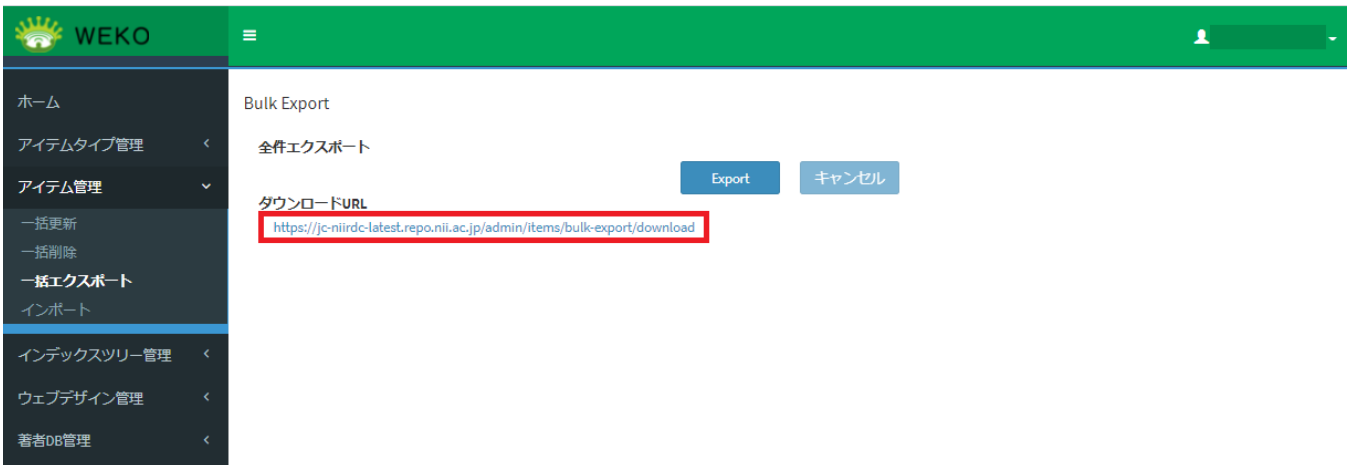 WEKO
ホーム
アイテムタイプ管理
アイテム管理
一括更新
一括削除
一括エクスポート
インポート
インデックスツリー管理
ウェブデザイン管理
著者DB管理
Bulk Export
全件エクスポート
Export
キャンセル
ダウンロードURL
https://jc-niirdc-latest.repo.nii.ac.jp/admin/items/bulk-export/download